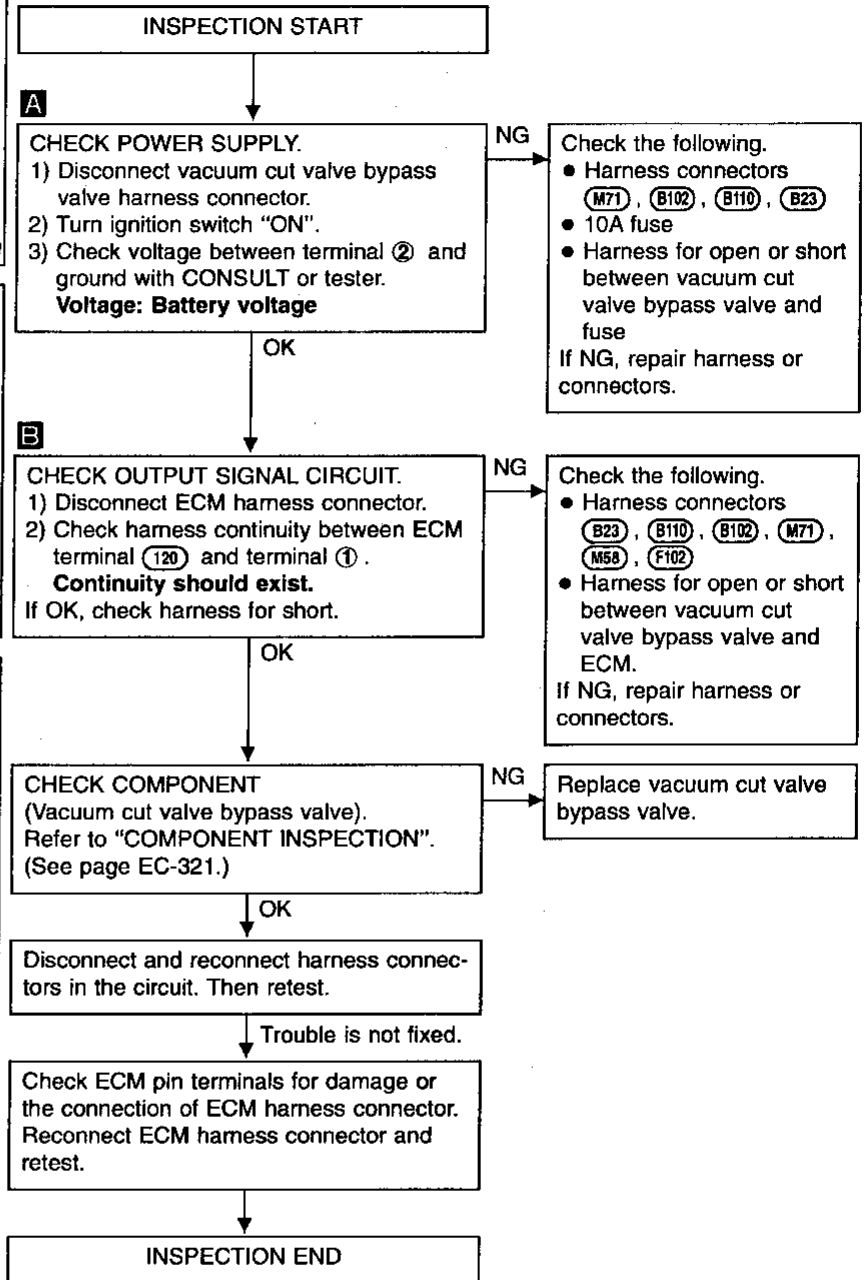 INSPECTION START
A
CHECK POWER SUPPLY.
1) Disconnect vacuum cut valve bypass
valve harness connector.
2) Turn ignition switch “ON”.
3) Check voltage between terminal ② and
ground with CONSULT or tester.
Voltage: Battery voltage
NG
Check the following.
● Harness connectors
M71, B102, B110, B23
● 10A fuse
● Harness for open or short
between vacuum cut
valve bypass valve and
fuse
If NG, repair harness or
connectors.
OK
B
CHECK OUTPUT SIGNAL CIRCUIT.
1) Disconnect ECM harness connector.
2) Check harness continuity between ECM
terminal 120 and terminal ①.
Continuity should exist.
If OK, check harness for short.
NG
Check the following.
● Harness connectors
B23, B110, B102, M71,
M58, F102
● Harness for open or short
between vacuum cut
valve bypass valve and
ECM.
If NG, repair harness or
connectors.
OK
CHECK COMPONENT
(Vacuum cut valve bypass valve).
Refer to “COMPONENT INSPECTION”.
(See page EC-321.)
NG
Replace vacuum cut valve
bypass valve.
OK
Disconnect and reconnect harness connec-
tors in the circuit. Then retest.
Trouble is not fixed.
Check ECM pin terminals for damage or
the connection of ECM harness connector.
Reconnect ECM harness connector and
retest.
INSPECTION END